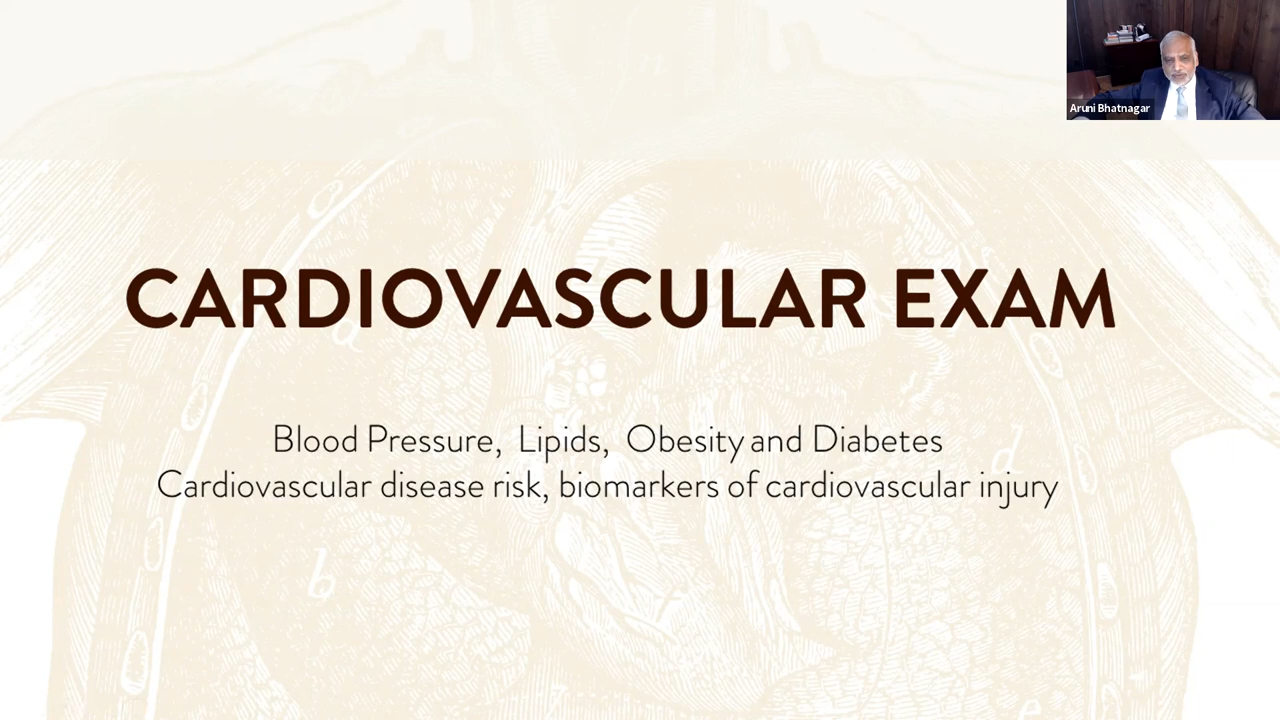 Aruni Bhatnagar
CARDIOVASCULAR EXAM
Blood Pressure, Lipids, Obesity and Diabetes
Cardiovascular disease risk, biomarkers of cardiovascular injury
a
d
b